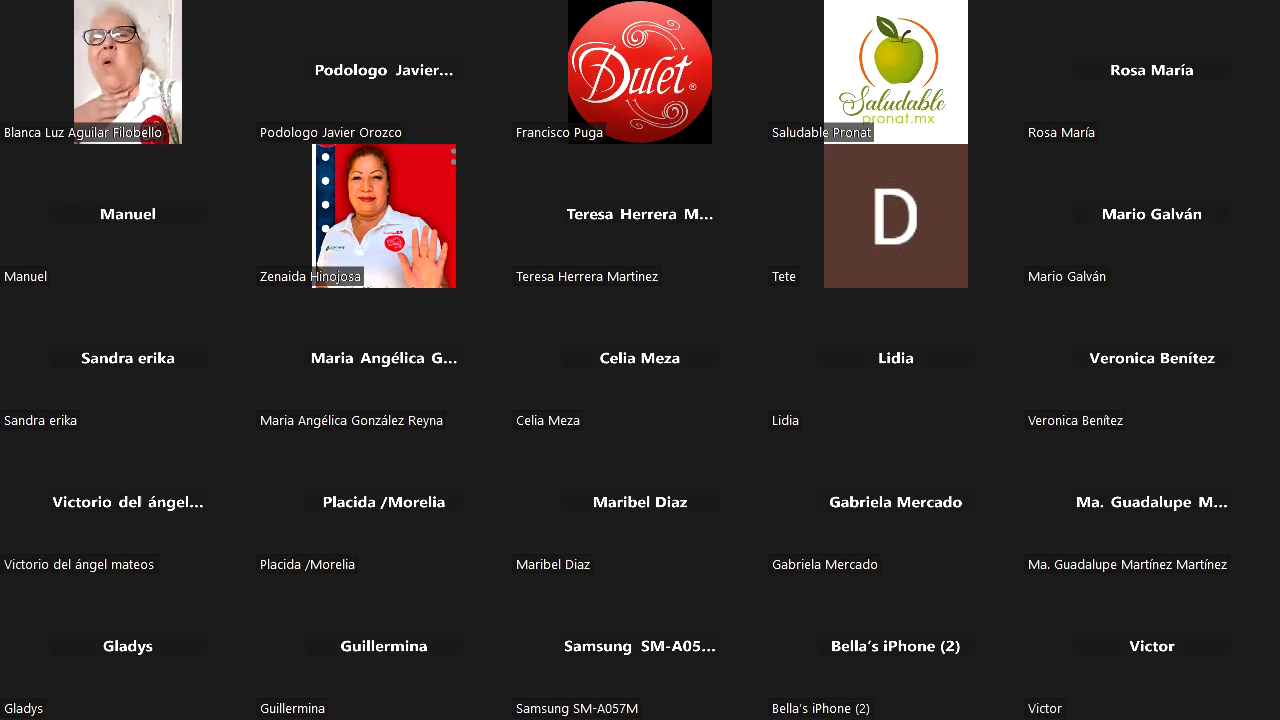 Blanca Luz Aguilar Filobello
Podologo Javier...
Podologo Javier Orozco
Dulet®
Francisco Puga
Saludable
pronat.mx
Saludable Pronat
Rosa María
Rosa María
Manuel
Manuel
Zenaida Hinojosa
Teresa Herrera M...
Teresa Herrera Martinez
D
Tete
Mario Galván
Mario Galván
Sandra erika
Sandra erika
Maria Angélica G...
Maria Angélica González Reyna
Celia Meza
Celia Meza
Lidia
Lidia
Veronica Benítez
Veronica Benítez
Victorio del ángel...
Victorio del ángel mateos
Placida /Morelia
Placida /Morelia
Maribel Diaz
Maribel Diaz
Gabriela Mercado
Gabriela Mercado
Ma. Guadalupe M...
Ma. Guadalupe Martínez Martínez
Gladys
Gladys
Guillermina
Guillermina
Samsung SM-A05...
Samsung SM-A057M
Bella's iPhone (2)
Bella's iPhone (2)
Victor
Victor